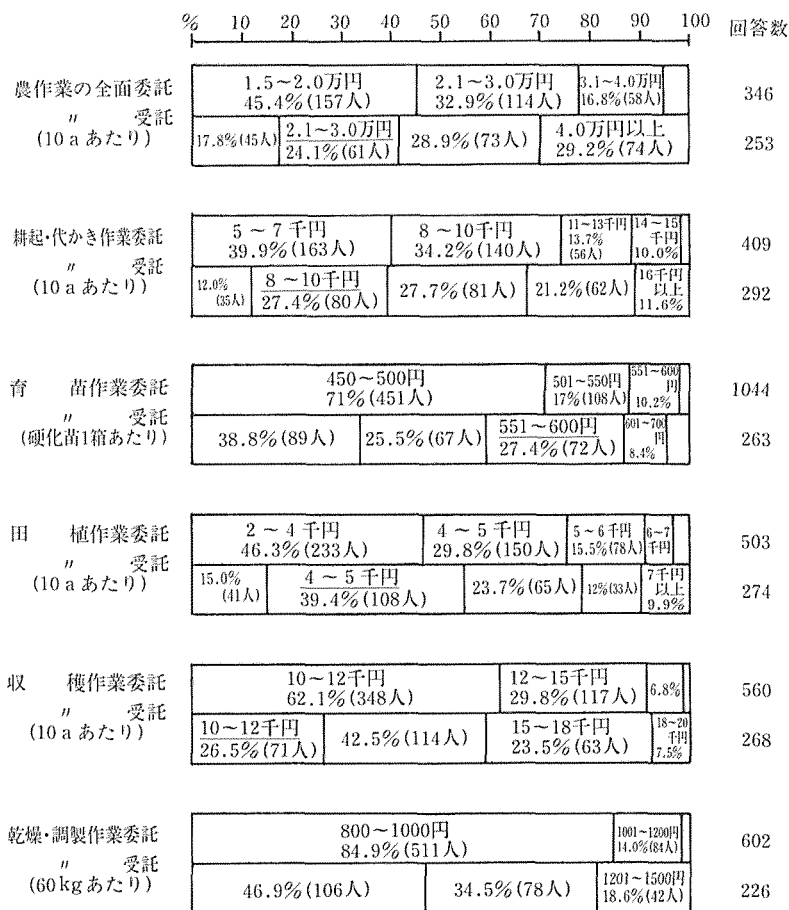 % 10 20 30 40 50 60 70 80 90 100 回答数
農作業の全面委託
〃 受託
(10aあたり)
1.5~2.0万円
45.4%(157人)
2.1~3.0万円
32.9%(114人)
3.1~4.0万円
16.8%(58人)
346
17.8%(45人)
2.1~3.0万円
24.1%(61人)
28.9%(73人)
4.0万円以上
29.2%(74人)
253
耕起・代かき作業委託
〃 受託
(10aあたり)
5~7千円
39.9%(163人)
8~10千円
34.2%(140人)
11~13千円
13.7%
(56人)
14~15
千円
10.0%
409
12.0%
(35人)
8~10千円
27.4%(80人)
27.7%(81人)
21.2%(62人)
16千円
以上
11.6%
292
育 苗作業委託
〃 受託
(硬化苗1箱あたり)
450~500円
71%(451人)
501~550円
17%(108人)
551~600
円
10.2%
1044
38.8%(89人)
25.5%(67人)
551~600円
27.4%(72人)
601~700
円
8.4%
263
田 植作業委託
〃 受託
(10aあたり)
2~4千円
46.3%(233人)
4~5千円
29.8%(150人)
5~6千円
15.5%(78人)
6~7
千円
503
15.0%
(41人)
4~5千円
39.4%(108人)
23.7%(65人)
12%(33人)
7千円
以上
9.9%
274
収 穫作業委託
〃 受託
(10aあたり)
10~12千円
62.1%(348人)
12~15千円
29.8%(117人)
6.8%
560
10~12千円
26.5%(71人)
42.5%(114人)
15~18千円
23.5%(63人)
18~20
千円
7.5%
268
乾燥・調製作業委託
〃 受託
(60kgあたり)
800~1000円
84.9%(511人)
1001~1200円
14.0%(84人)
602
46.9%(106人)
34.5%(78人)
1201~1500円
18.6%(42人)
226